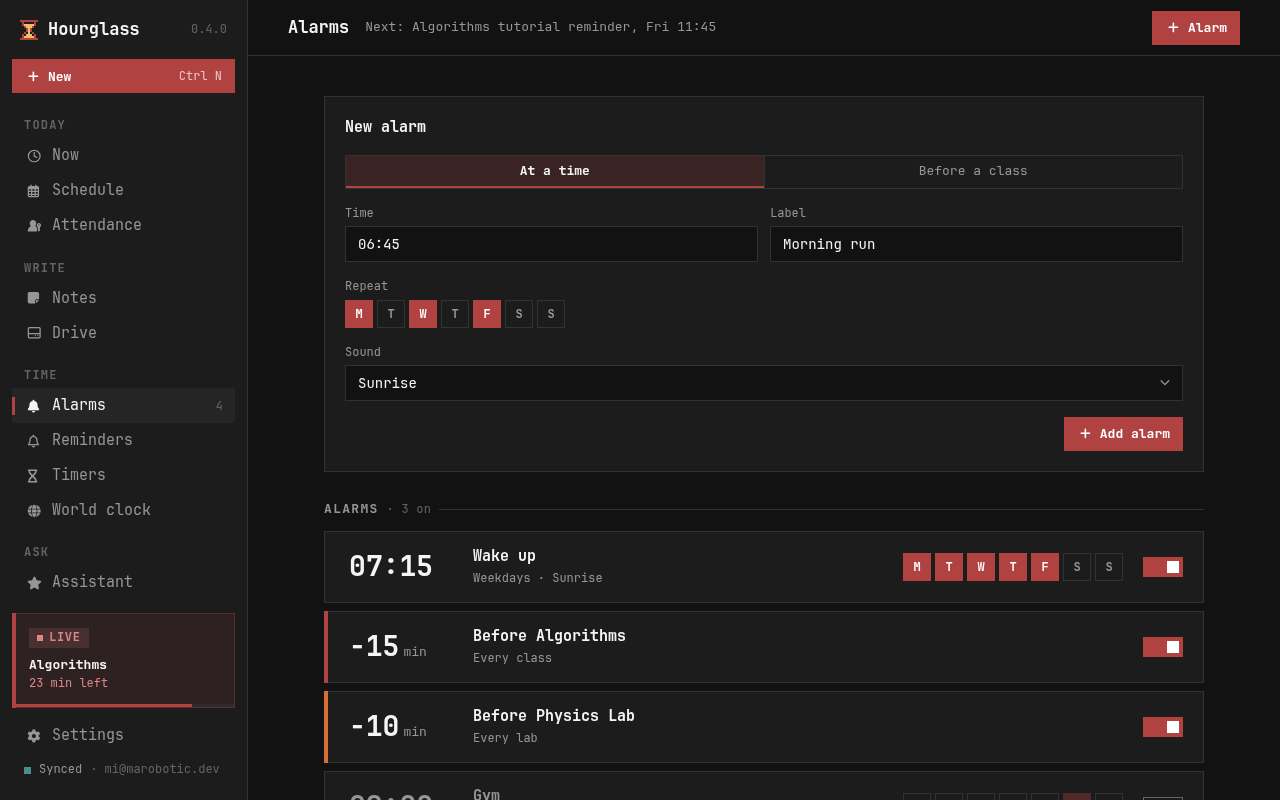 Hourglass 0.4.0
+ New Ctrl N
TODAY
Now
Schedule
Attendance
WRITE
Notes
Drive
TIME
Alarms 4
Reminders
Timers
World clock
ASK
Assistant
LIVE
Algorithms
23 min left
Settings
Synced · mi@marobotic.dev
Alarms Next: Algorithms tutorial reminder, Fri 11:45
+ Alarm
New alarm
At a time Before a class
Time Label
06:45 Morning run
Repeat
M T W T F S S
Sound
Sunrise
+ Add alarm
ALARMS · 3 on
07:15 Wake up
Weekdays · Sunrise
M T W T F S S
-15 min Before Algorithms
Every class
-10 min Before Physics Lab
Every lab
Gym